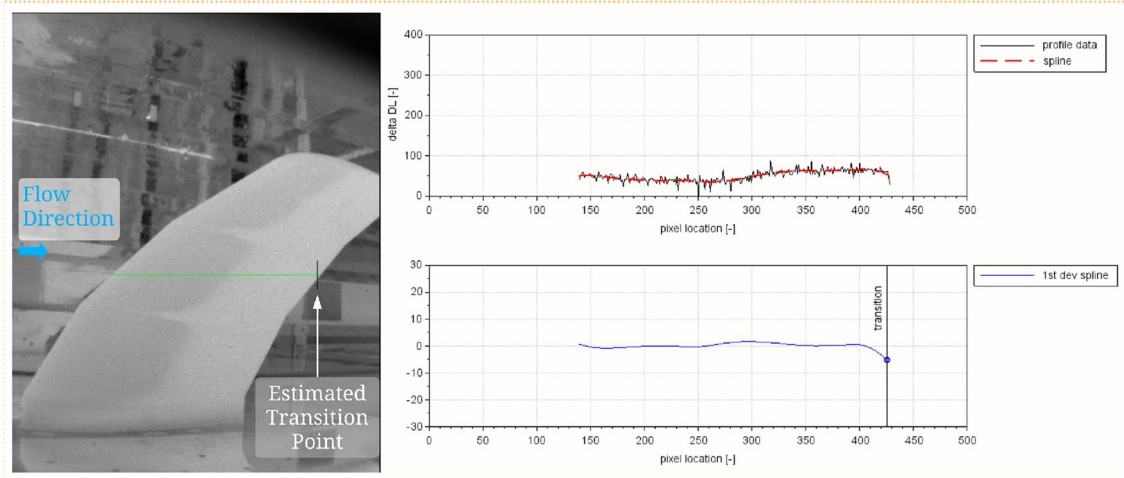 Flow
Direction
Estimated
Transition
Point
400
300
200
100
0
delta DL [-]
0 50 100 150 200 250 300 350 400 450 500
pixel location [-]
profile data
spline
30
20
10
0
-10
-20
-30
transition
0 50 100 150 200 250 300 350 400 450 500
pixel location [-]
1st dev spline